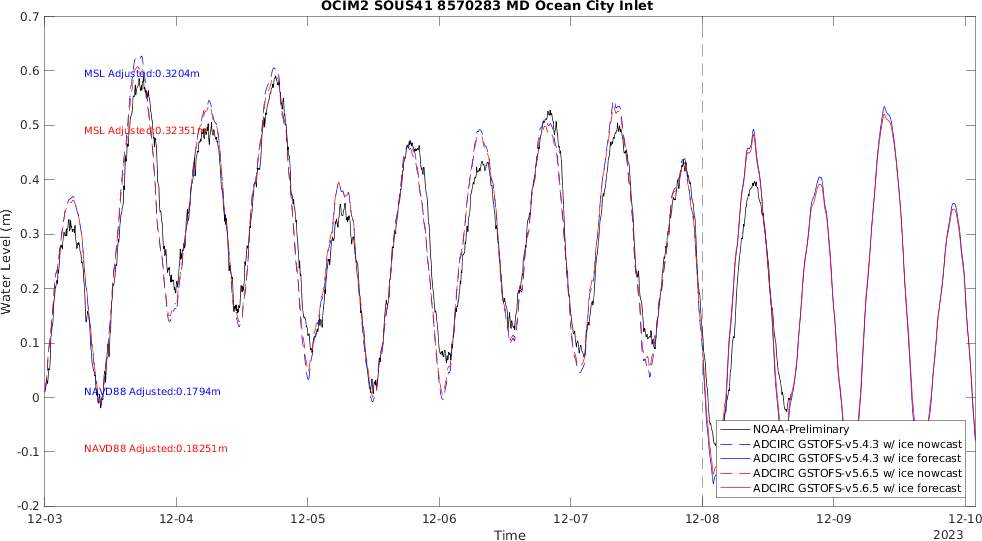 OCIM2 SOUS41 8570283 MD Ocean City Inlet
0.7
0.6
0.5
0.4
0.3
0.2
0.1
0
-0.1
-0.2
Water Level (m)
MSL Adjusted:0.3204m
MSL Adjusted:0.32351m
NAVD88 Adjusted:0.1794m
NAVD88 Adjusted:0.18251m
NOAA-Preliminary
ADCIRC GSTOFS-v5.4.3 w/ ice nowcast
ADCIRC GSTOFS-v5.4.3 w/ ice forecast
ADCIRC GSTOFS-v5.6.5 w/ ice nowcast
ADCIRC GSTOFS-v5.6.5 w/ ice forecast
12-03 12-04 12-05 12-06 12-07 12-08 12-09 12-10
Time
2023